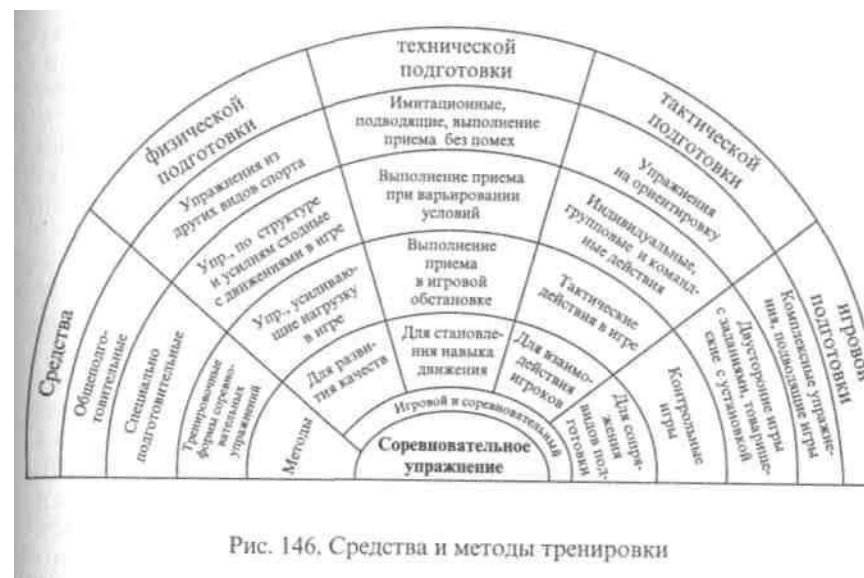 Средства
Общеподго-
товительные
Специально
подготовительные
Тренировочные
формы соревно-
вательных
упражнений
Методы
физической
подготовки
Упражнения из
других видов спорта
Упр., по структуре
и усилиям сходные
с движениями в игре
Упр., усиливаю-
щие нагрузку
в игре
Для разви-
тия качеств
технической
подготовки
Имитационные,
подводящие, выполнение
приема без помех
Выполнение приема
при варьировании
условий
Выполнение
приема
в игровой
обстановке
Для становле-
ния навыка
движения
тактической
подготовки
Упражнения
на ориентировку
Индивидуальные,
групповые и команд-
ные действия
Тактические
действия в игре
Для взаимо-
действия
игроков
игровой
подготовки
Комплексные упражне-
ния, подводящие игры
Двусторонние игры
с заданиями, товарище-
ские с установкой
Контрольные
игры
Для сопря-
жения
видов под-
готовки
Игровой и соревновательный
Соревновательное
упражнение
Рис. 146. Средства и методы тренировки